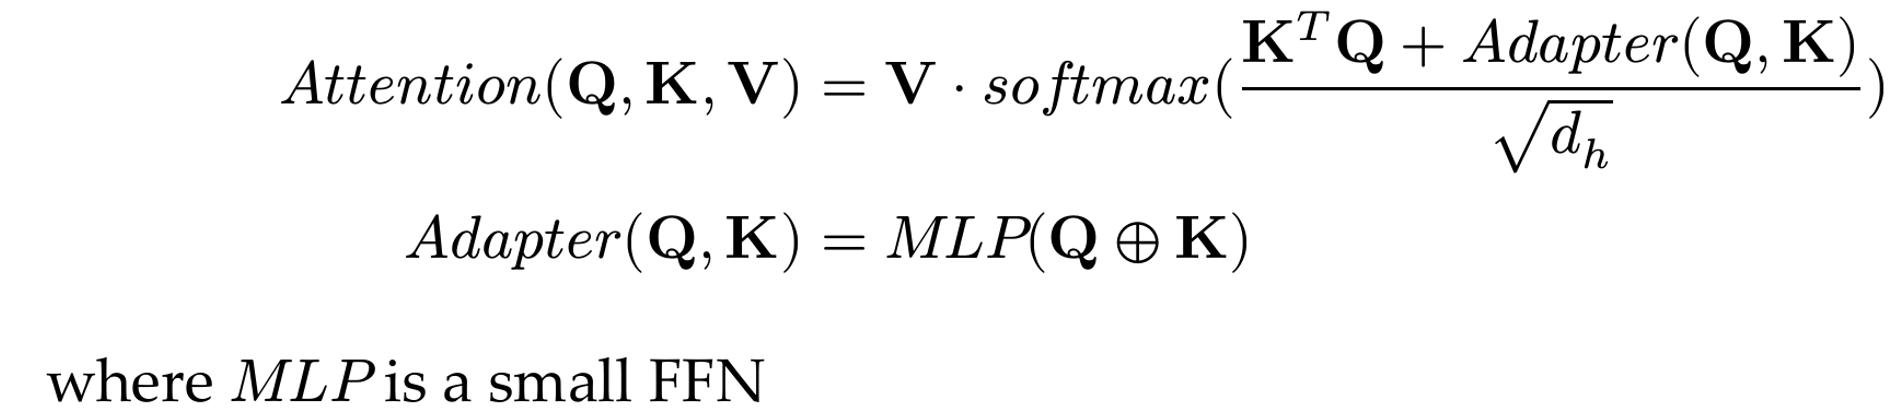 Attention(Q, K, V) = V · softmax((K^T Q + Adapter(Q, K)) / √d_h)
Adapter(Q, K) = MLP(Q ⊕ K)
where MLP is a small FFN